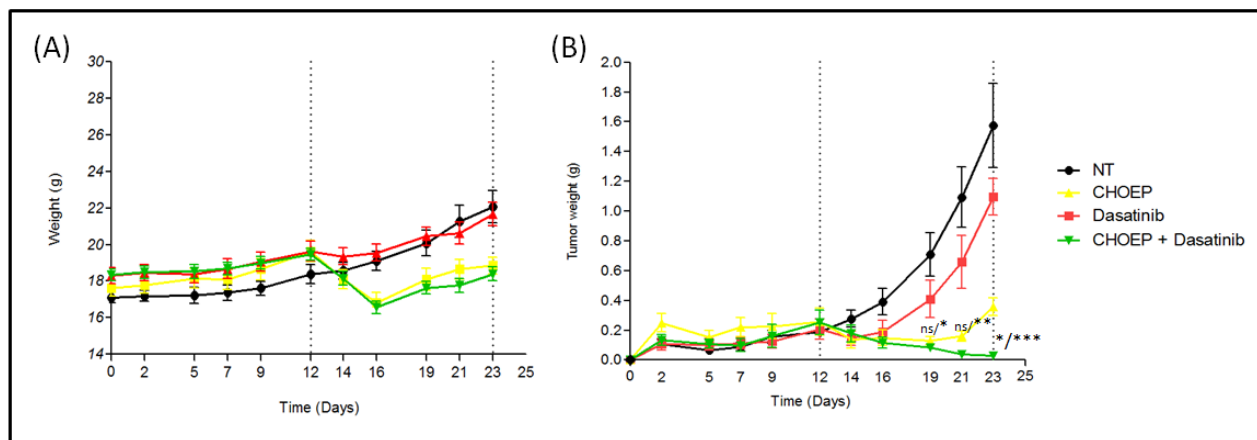 (A)
(B)
30
28
26
24
22
20
18
16
14
Weight (g)
0 2 5 7 9 12 14 16 19 21 23 25
Time (Days)
2.0
1.8
1.6
1.4
1.2
1.0
0.8
0.6
0.4
0.2
0.0
Tumor weight (g)
0 2 5 7 9 12 14 16 19 21 23 25
Time (Days)
ns/*
ns/**
*/***
NT
CHOEP
Dasatinib
CHOEP + Dasatinib